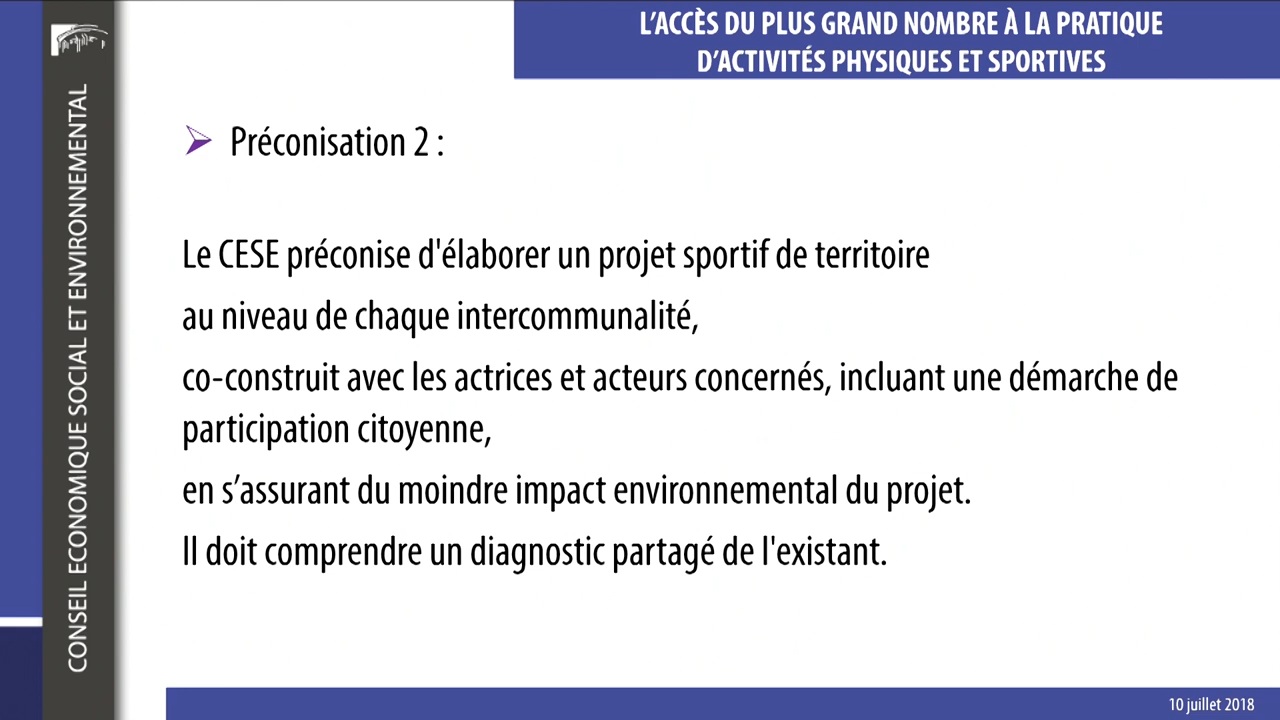 L'ACCÈS DU PLUS GRAND NOMBRE À LA PRATIQUE
D'ACTIVITÉS PHYSIQUES ET SPORTIVES
CONSEIL ECONOMIQUE SOCIAL ET ENVIRONNEMENTAL
Préconisation 2 :
Le CESE préconise d'élaborer un projet sportif de territoire
au niveau de chaque intercommunalité,
co-construit avec les actrices et acteurs concernés, incluant une démarche de
participation citoyenne,
en s’assurant du moindre impact environnemental du projet.
Il doit comprendre un diagnostic partagé de l'existant.
10 juillet 2018